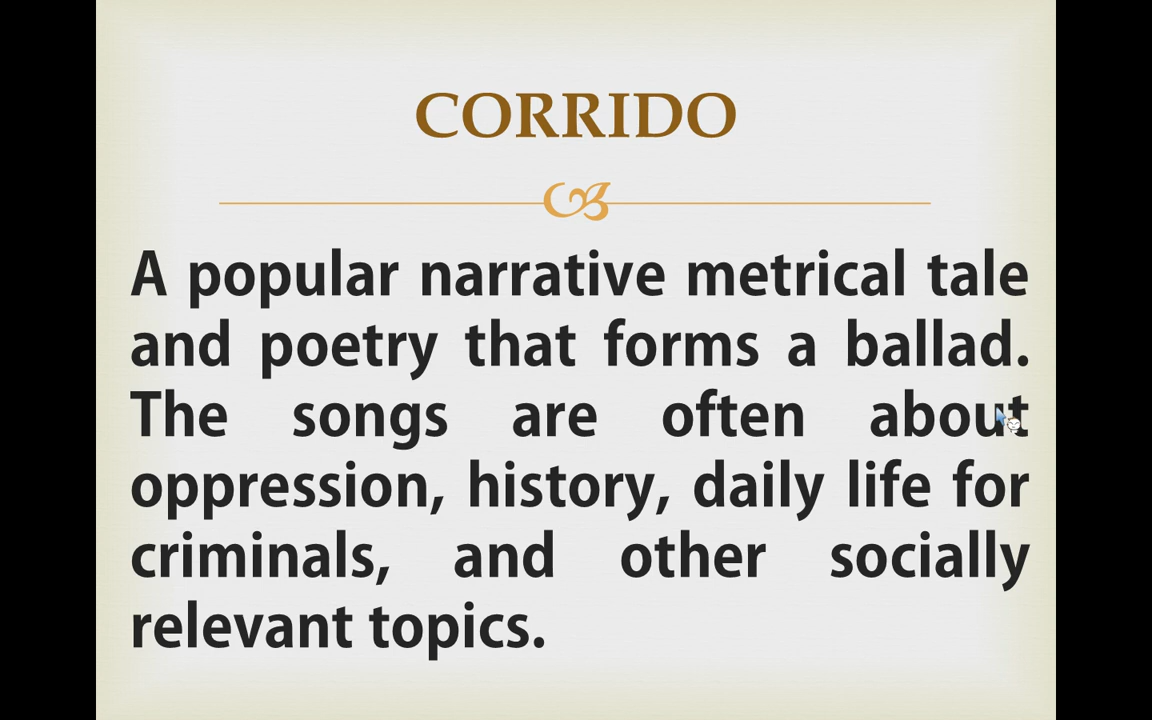 CORRIDO
A popular narrative metrical tale
and poetry that forms a ballad.
The songs are often about
oppression, history, daily life for
criminals, and other socially
relevant topics.